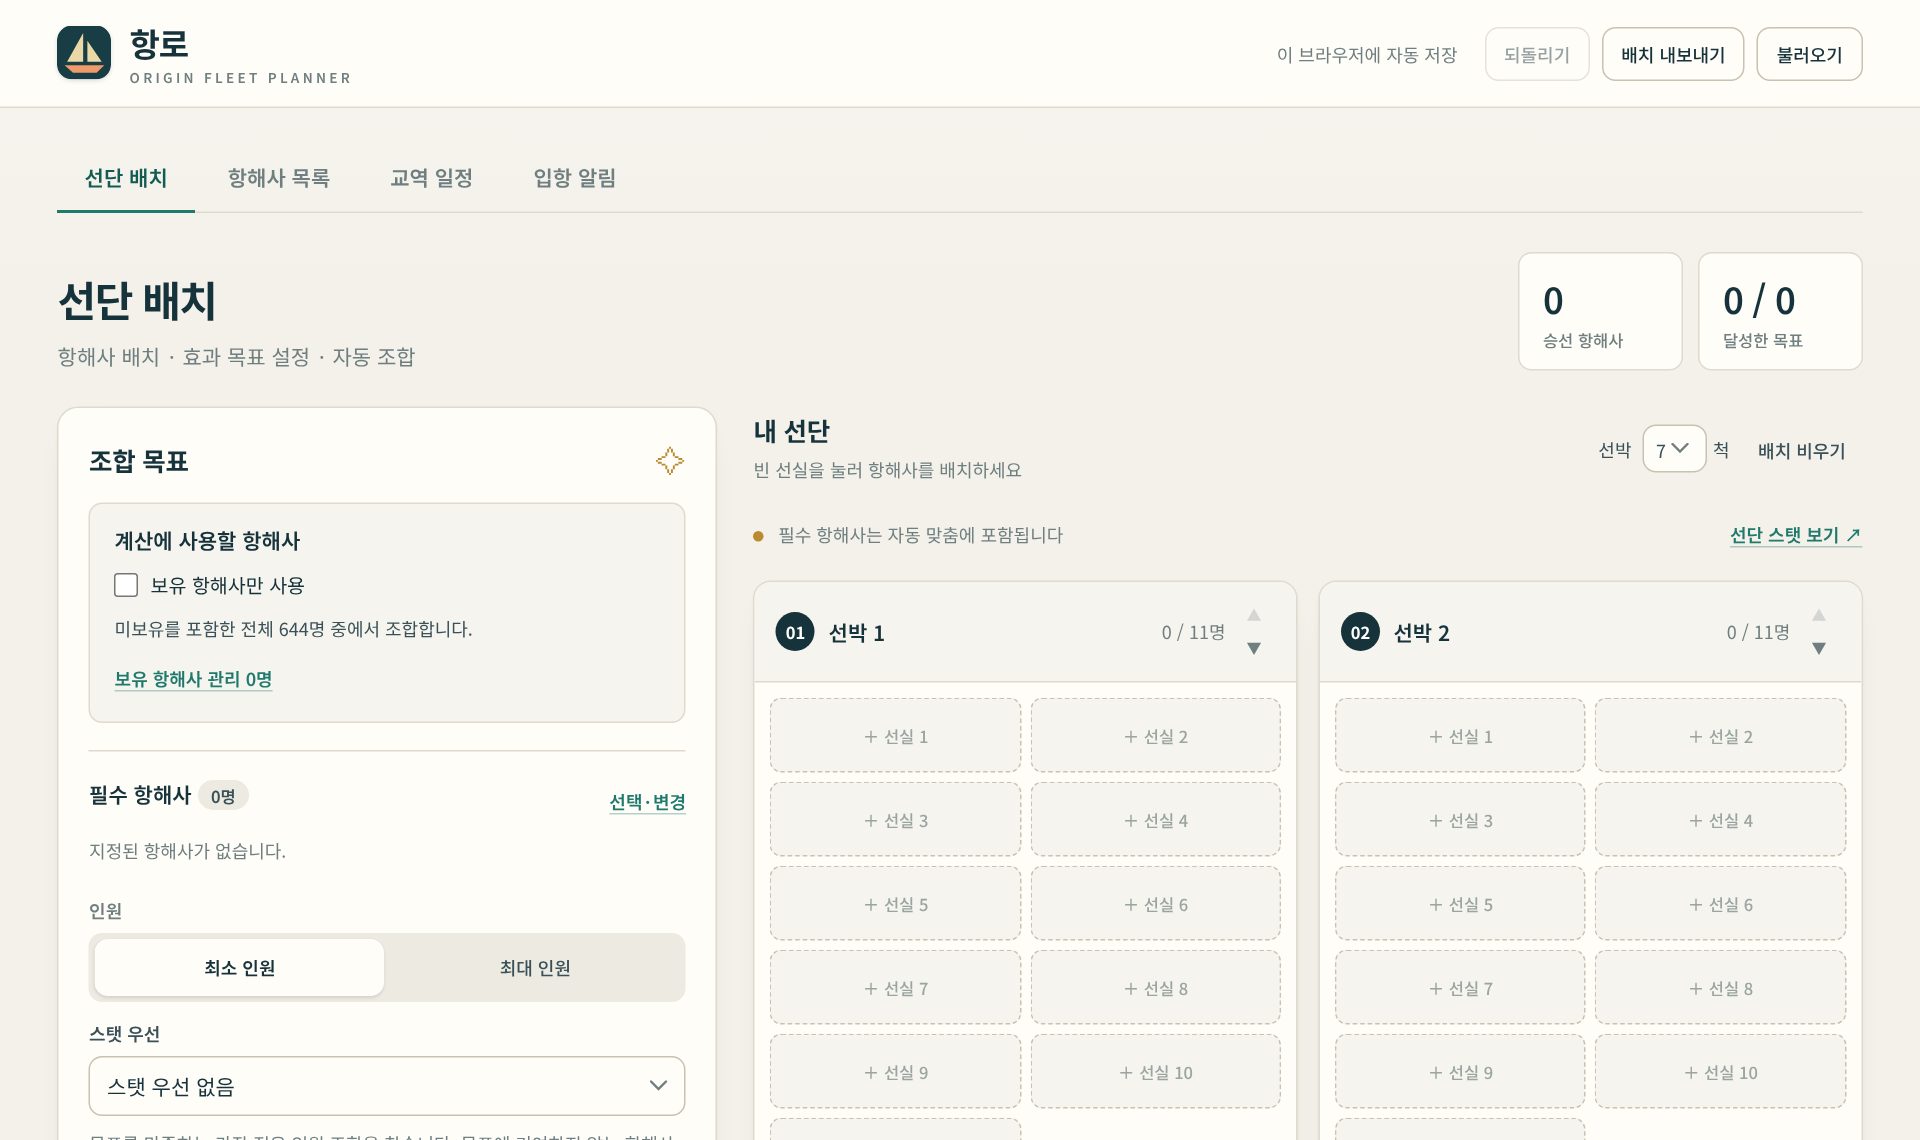 항로
ORIGIN FLEET PLANNER
이 브라우저에 자동 저장
되돌리기
배치 내보내기
불러오기
선단 배치
항해사 목록
교역 일정
입항 알림
선단 배치
항해사 배치 · 효과 목표 설정 · 자동 조합
0
승선 항해사
0 / 0
달성한 목표
조합 목표
계산에 사용할 항해사
보유 항해사만 사용
미보유를 포함한 전체 644명 중에서 조합합니다.
보유 항해사 관리 0명
필수 항해사 0명
선택·변경
지정된 항해사가 없습니다.
인원
최소 인원
최대 인원
스탯 우선
스탯 우선 없음
내 선단
빈 선실을 눌러 항해사를 배치하세요
선박 7 척
배치 비우기
필수 항해사는 자동 맞춤에 포함됩니다
선단 스탯 보기 ↗
01 선박 1 0 / 11명 ▲ ▼
+ 선실 1
+ 선실 2
+ 선실 3
+ 선실 4
+ 선실 5
+ 선실 6
+ 선실 7
+ 선실 8
+ 선실 9
+ 선실 10
02 선박 2 0 / 11명 ▲ ▼
+ 선실 1
+ 선실 2
+ 선실 3
+ 선실 4
+ 선실 5
+ 선실 6
+ 선실 7
+ 선실 8
+ 선실 9
+ 선실 10